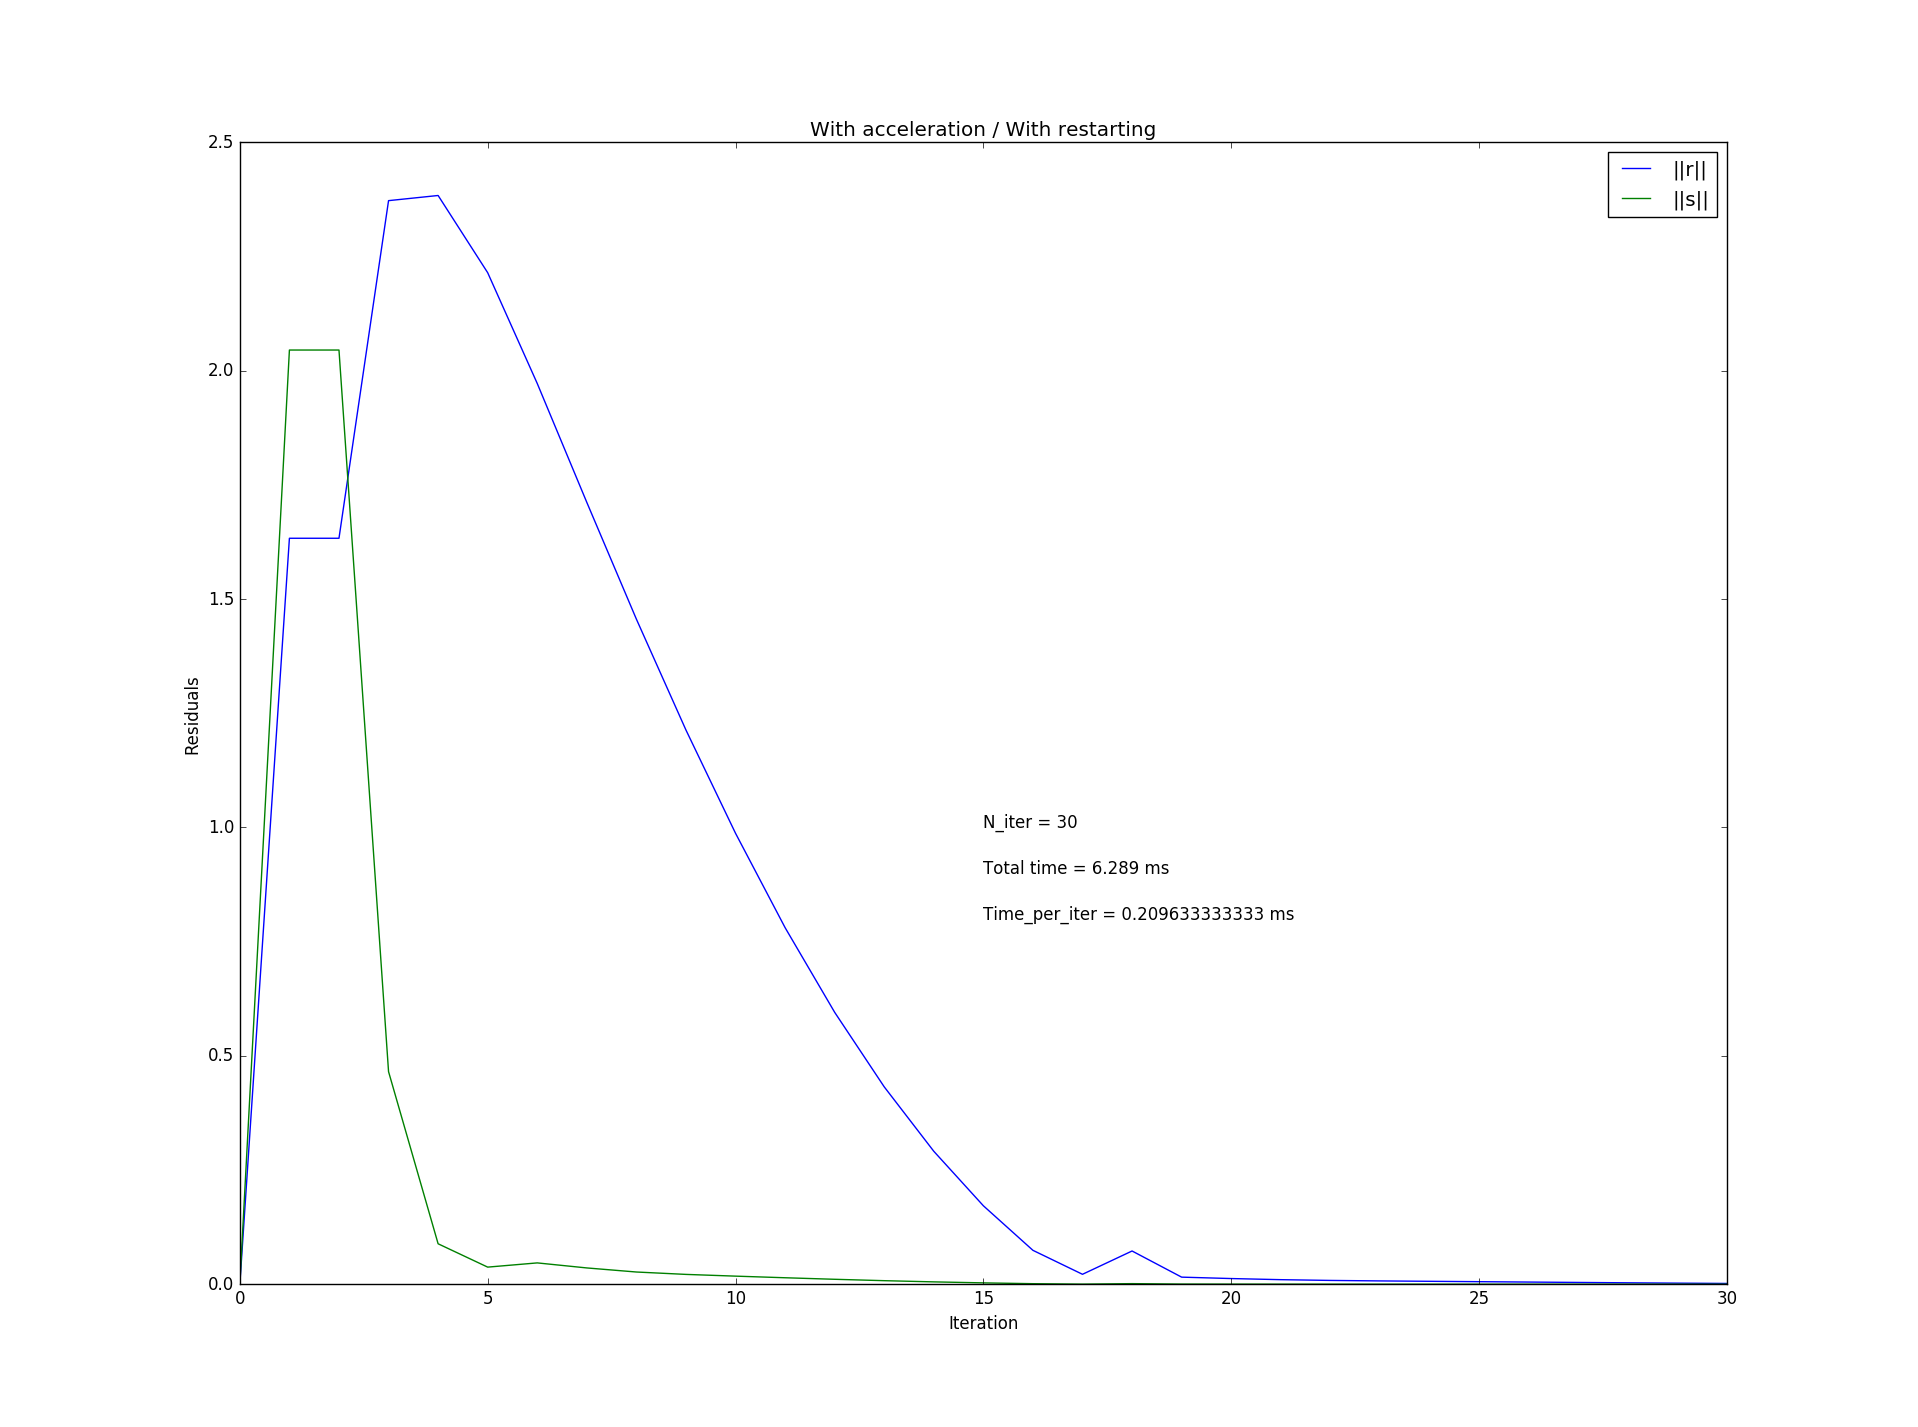 With acceleration / With restarting
||r||
||s||
2.5
2.0
1.5
1.0
0.5
0.0
Residuals
N_iter = 30
Total time = 6.289 ms
Time_per_iter = 0.209633333333 ms
0 5 10 15 20 25 30
Iteration